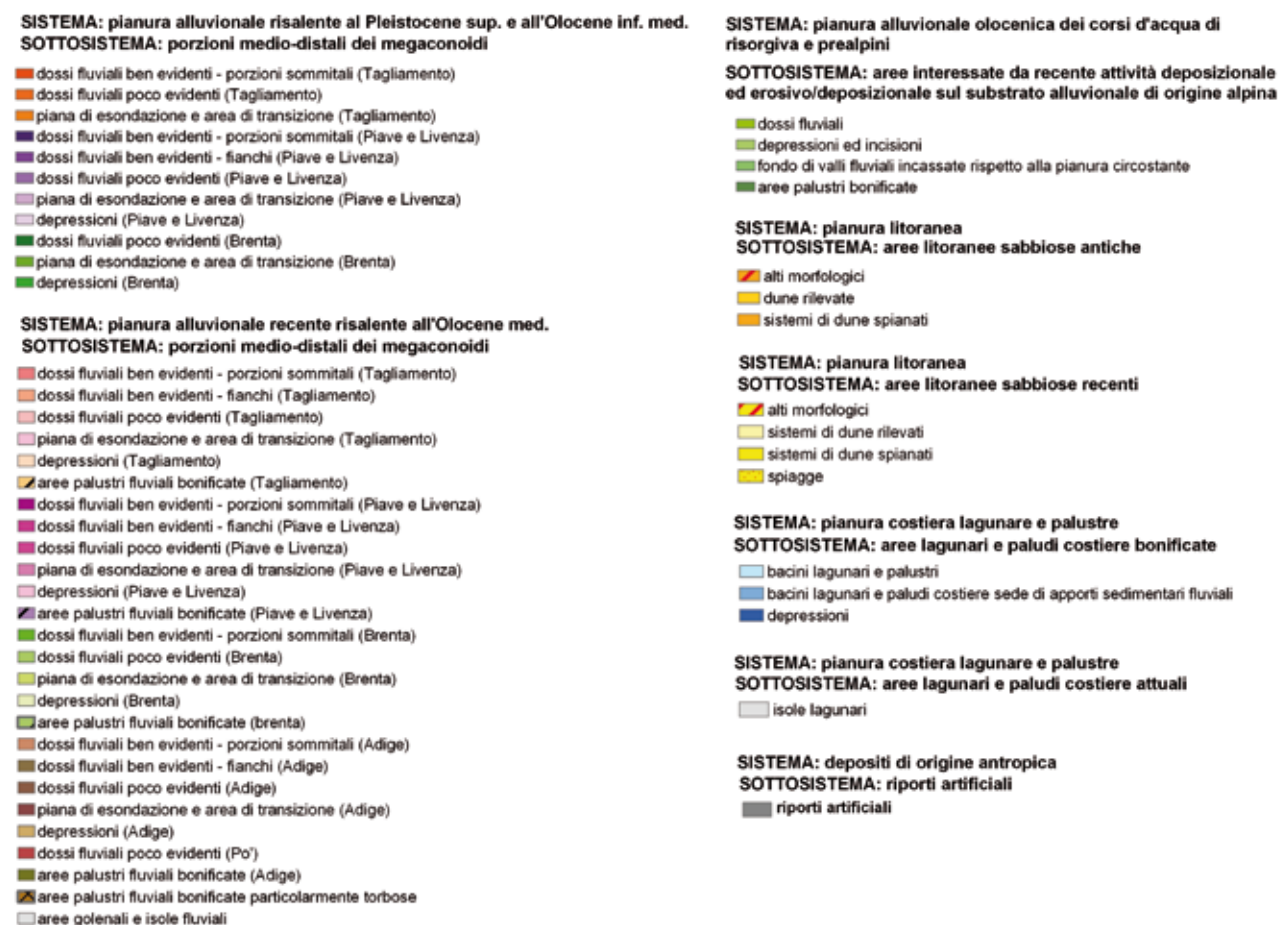 SISTEMA: pianura alluvionale risalente al Pleistocene sup. e all'Olocene inf. med.
SOTTOSISTEMA: porzioni medio-distali dei megaconoidi
dossi fluviali ben evidenti - porzioni sommitali (Tagliamento)
dossi fluviali poco evidenti (Tagliamento)
piana di esondazione e area di transizione (Tagliamento)
dossi fluviali ben evidenti - porzioni sommitali (Piave e Livenza)
dossi fluviali ben evidenti - fianchi (Piave e Livenza)
dossi fluviali poco evidenti (Piave e Livenza)
piana di esondazione e area di transizione (Piave e Livenza)
depressioni (Piave e Livenza)
dossi fluviali poco evidenti (Brenta)
piana di esondazione e area di transizione (Brenta)
depressioni (Brenta)
SISTEMA: pianura alluvionale recente risalente all'Olocene med.
SOTTOSISTEMA: porzioni medio-distali dei megaconoidi
dossi fluviali ben evidenti - porzioni sommitali (Tagliamento)
dossi fluviali ben evidenti - fianchi (Tagliamento)
dossi fluviali poco evidenti (Tagliamento)
piana di esondazione e area di transizione (Tagliamento)
depressioni (Tagliamento)
aree palustri fluviali bonificate (Tagliamento)
dossi fluviali ben evidenti - porzioni sommitali (Piave e Livenza)
dossi fluviali ben evidenti - fianchi (Piave e Livenza)
dossi fluviali poco evidenti (Piave e Livenza)
piana di esondazione e area di transizione (Piave e Livenza)
depressioni (Piave e Livenza)
aree palustri fluviali bonificate (Piave e Livenza)
dossi fluviali ben evidenti - porzioni sommitali (Brenta)
dossi fluviali poco evidenti (Brenta)
piana di esondazione e area di transizione (Brenta)
depressioni (Brenta)
aree palustri fluviali bonificate (brenta)
dossi fluviali ben evidenti - porzioni sommitali (Adige)
dossi fluviali ben evidenti - fianchi (Adige)
dossi fluviali poco evidenti (Adige)
piana di esondazione e area di transizione (Adige)
depressioni (Adige)
dossi fluviali poco evidenti (Po')
aree palustri fluviali bonificate (Adige)
aree palustri fluviali bonificate particolarmente torbose
aree golenali e isole fluviali
SISTEMA: pianura alluvionale olocenica dei corsi d'acqua di
risorgiva e prealpini
SOTTOSISTEMA: aree interessate da recente attività deposizionale
ed erosivo/deposizionale sul substrato alluvionale di origine alpina
dossi fluviali
depressioni ed incisioni
fondo di valli fluviali incassate rispetto alla pianura circostante
aree palustri bonificate
SISTEMA: pianura litoranea
SOTTOSISTEMA: aree litoranee sabbiose antiche
alti morfologici
dune rilevate
sistemi di dune spianati
SISTEMA: pianura litoranea
SOTTOSISTEMA: aree litoranee sabbiose recenti
alti morfologici
sistemi di dune rilevati
sistemi di dune spianati
spiagge
SISTEMA: pianura costiera lagunare e palustre
SOTTOSISTEMA: aree lagunari e paludi costiere bonificate
bacini lagunari e palustri
bacini lagunari e paludi costiere sede di apporti sedimentari fluviali
depressioni
SISTEMA: pianura costiera lagunare e palustre
SOTTOSISTEMA: aree lagunari e paludi costiere attuali
isole lagunari
SISTEMA: depositi di origine antropica
SOTTOSISTEMA: riporti artificiali
riporti artificiali